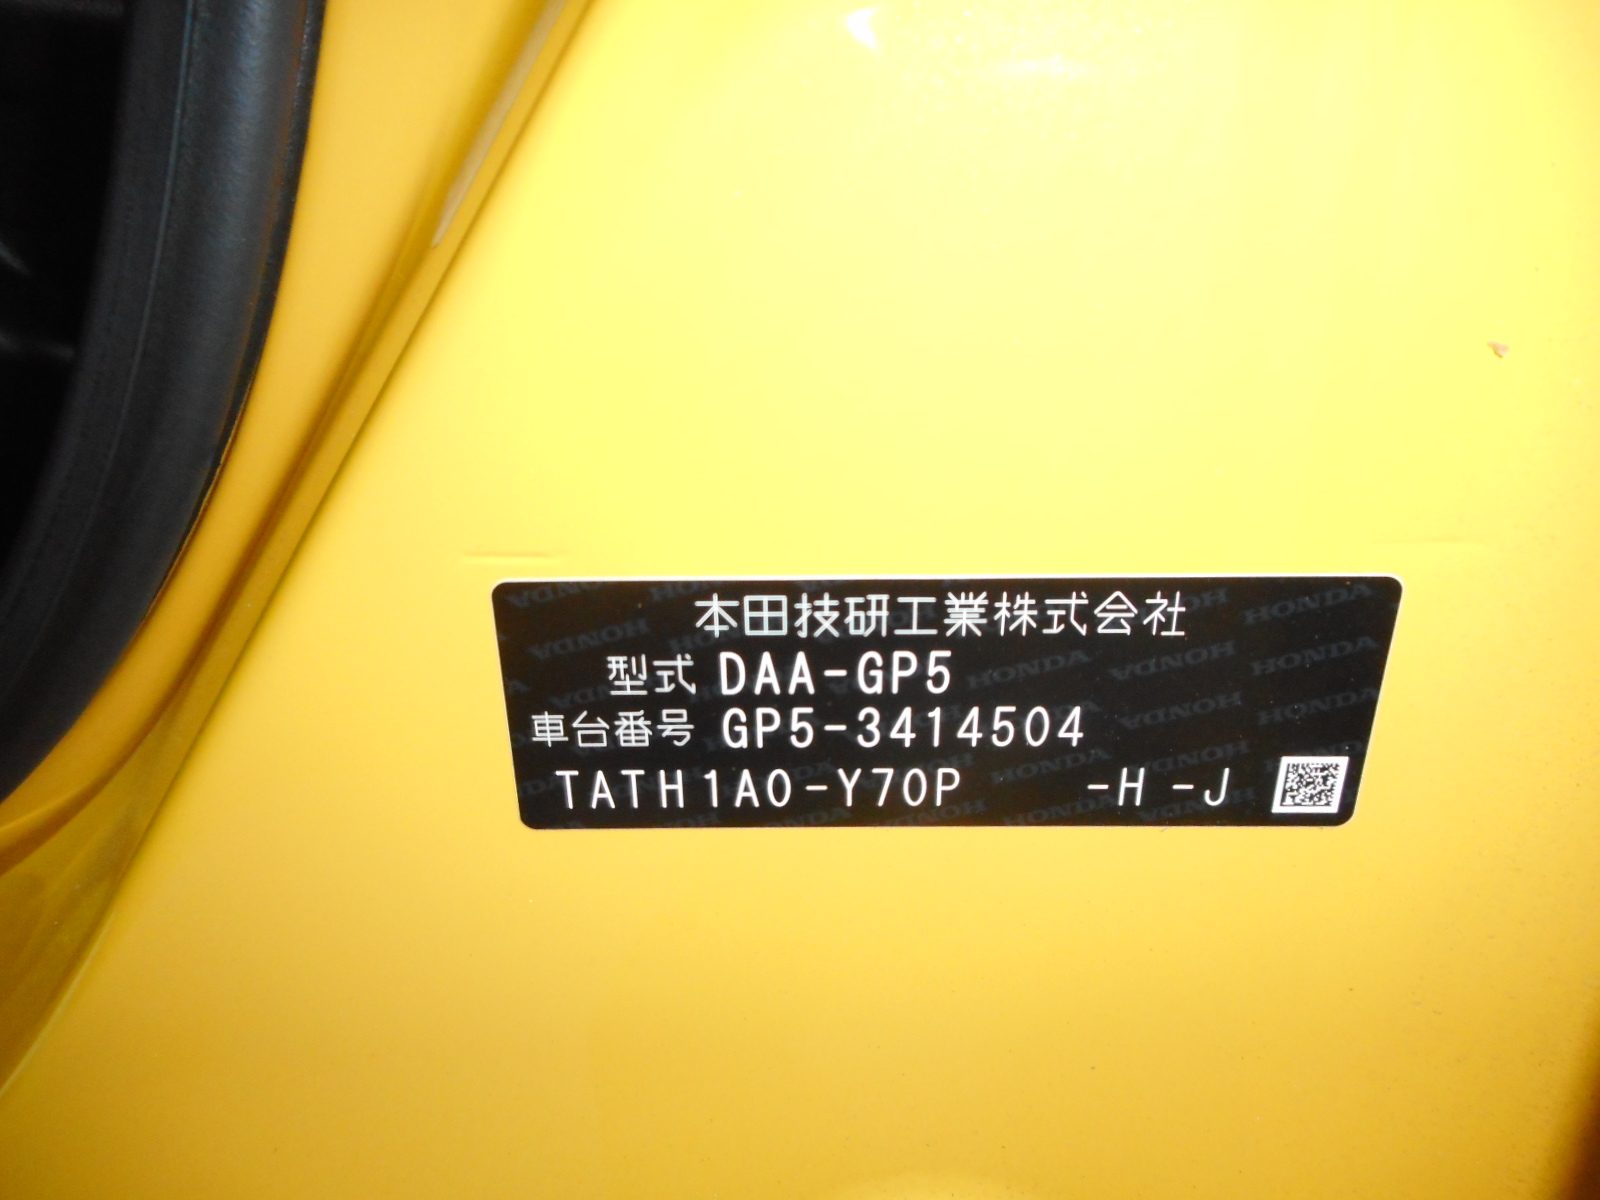 本田技研工業株式会社
型式 DAA-GP5
車台番号 GP5-3414504
TATH1A0-Y70P -H -J